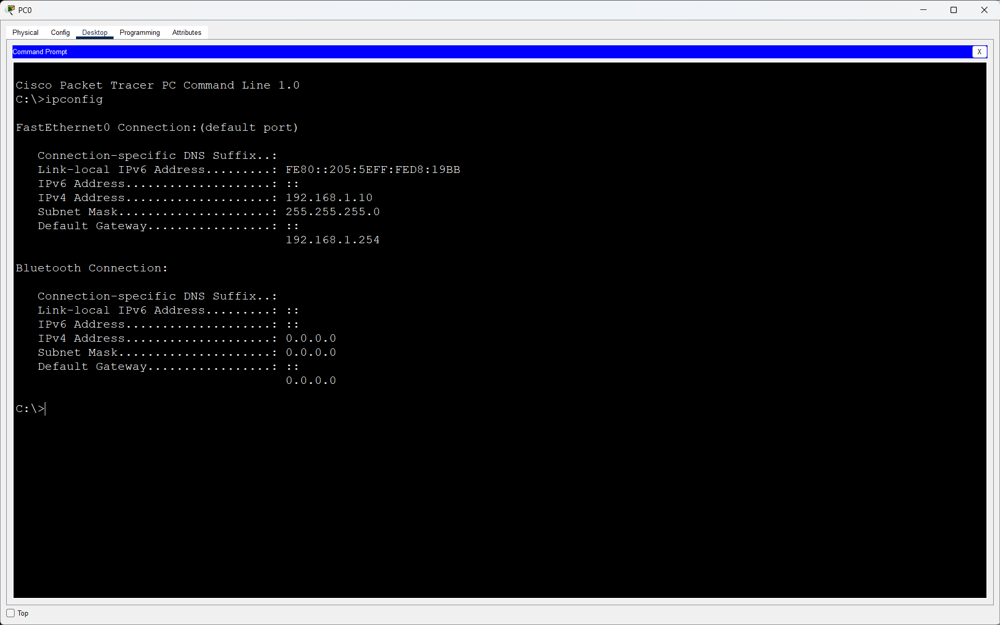 PC0
Physical Config Desktop Programming Attributes
Command Prompt X
Cisco Packet Tracer PC Command Line 1.0
C:\>ipconfig
FastEthernet0 Connection:(default port)
Connection-specific DNS Suffix..:
Link-local IPv6 Address.........: FE80::205:5EFF:FED8:19BB
IPv6 Address....................: ::
IPv4 Address....................: 192.168.1.10
Subnet Mask.....................: 255.255.255.0
Default Gateway.................: ::
192.168.1.254
Bluetooth Connection:
Connection-specific DNS Suffix..:
Link-local IPv6 Address.........: ::
IPv6 Address....................: ::
IPv4 Address....................: 0.0.0.0
Subnet Mask.....................: 0.0.0.0
Default Gateway.................: ::
0.0.0.0
C:\>
Top